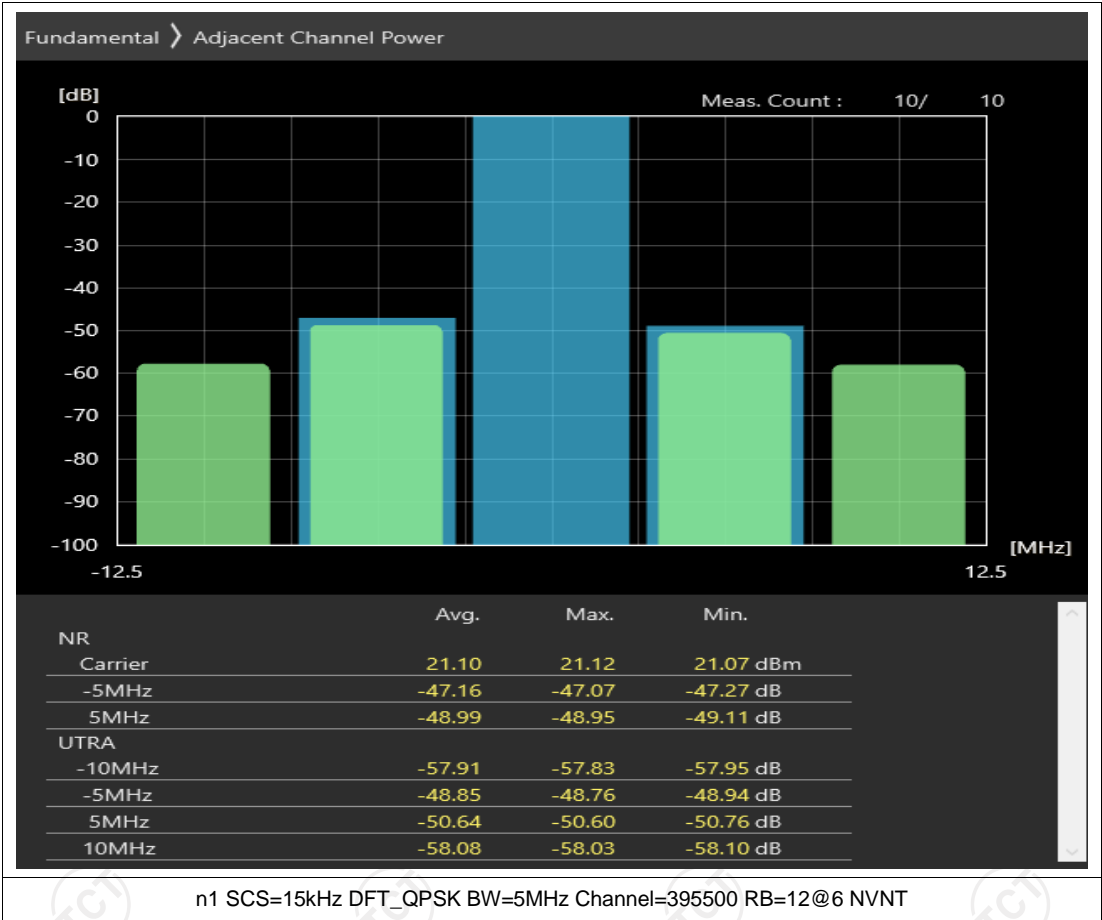 Fundamental 〉 Adjacent Channel Power
[dB]
Meas. Count : 10/ 10
0
-10
-20
-30
-40
-50
-60
-70
-80
-90
-100
[MHz]
-12.5 12.5
Avg. Max. Min.
NR
Carrier 21.10 21.12 21.07 dBm
-5MHz -47.16 -47.07 -47.27 dB
5MHz -48.99 -48.95 -49.11 dB
UTRA
-10MHz -57.91 -57.83 -57.95 dB
-5MHz -48.85 -48.76 -48.94 dB
5MHz -50.64 -50.60 -50.76 dB
10MHz -58.08 -58.03 -58.10 dB
n1 SCS=15kHz DFT_QPSK BW=5MHz Channel=395500 RB=12@6 NVNT
TCT TCT TCT TCT